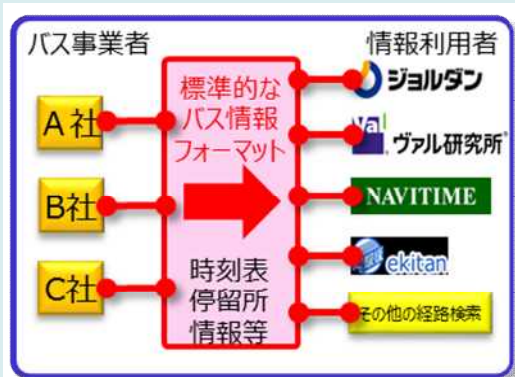 バス事業者
情報利用者
A社
B社
C社
標準的な
バス情報
フォーマット
時刻表
停留所
情報等
ジョルダン
Val
ヴァル研究所
NAVITIME
ekitan
その他の経路検索